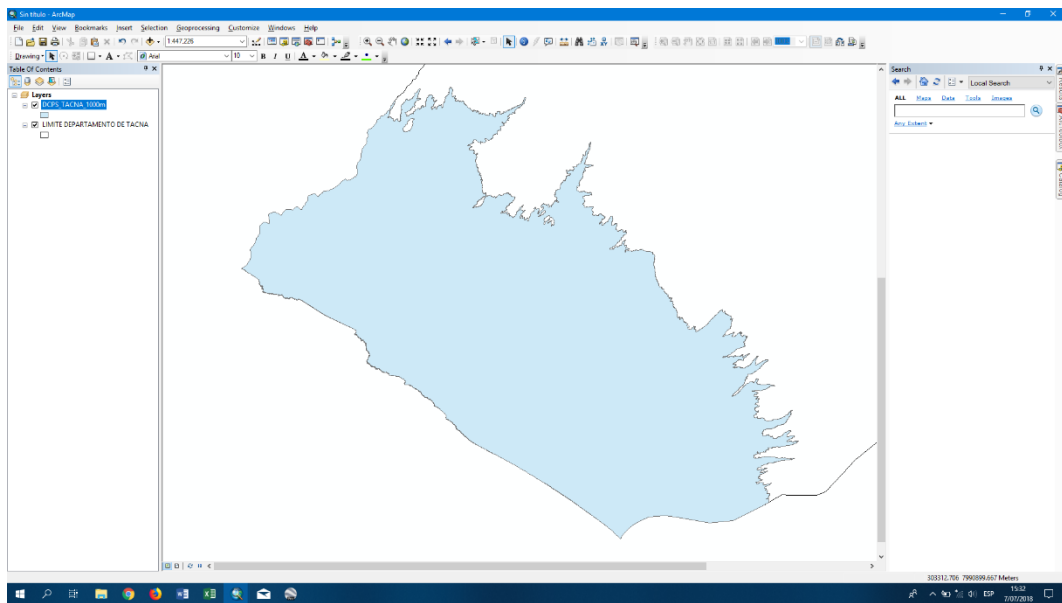 Sin título - ArcMap
File Edit View Bookmarks Insert Selection Geoprocessing Customize Windows Help
1:447,226
Drawing Arial 10 B I U A
Table Of Contents
Layers
DCPS_TACNA_1000m
LIMITE DEPARTAMENTO DE TACNA
Search
Local Search
ALL Maps Data Tools Images
Any Extent
Catalog
303312.706 7990899.667 Meters
ESP
15:32
7/07/2018